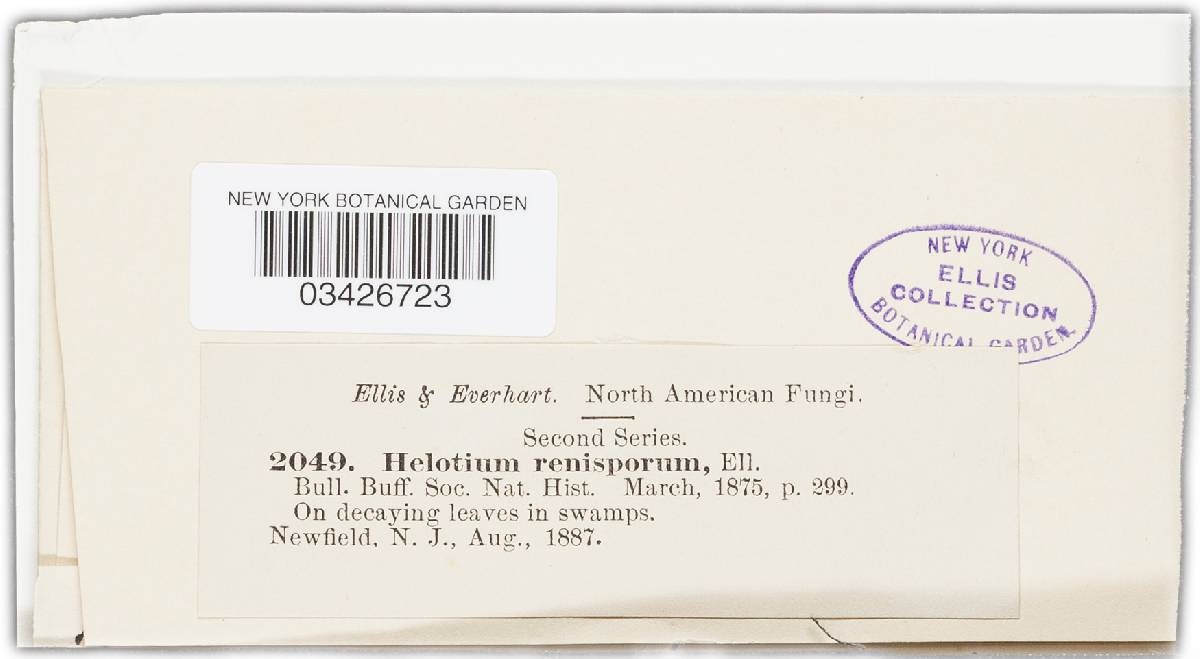 NEW YORK BOTANICAL GARDEN
03426723
NEW YORK
ELLIS
COLLECTION
BOTANICAL GARDEN.
Ellis & Everhart. North American Fungi.
Second Series.
2049. Helotium renisporum, Ell.
Bull. Buff. Soc. Nat. Hist. March, 1875, p. 299.
On decaying leaves in swamps.
Newfield, N. J., Aug., 1887.